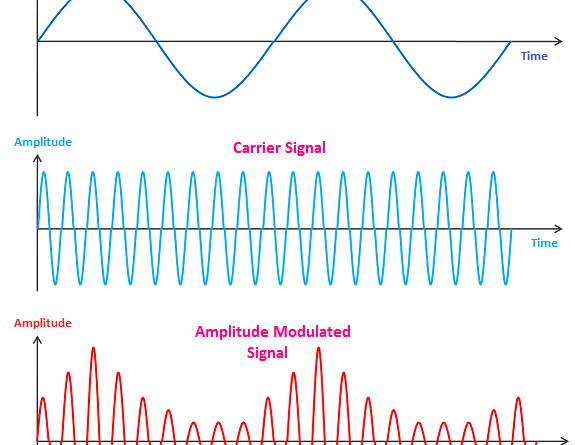 Time
Amplitude
Carrier Signal
Time
Amplitude
Amplitude Modulated
Signal